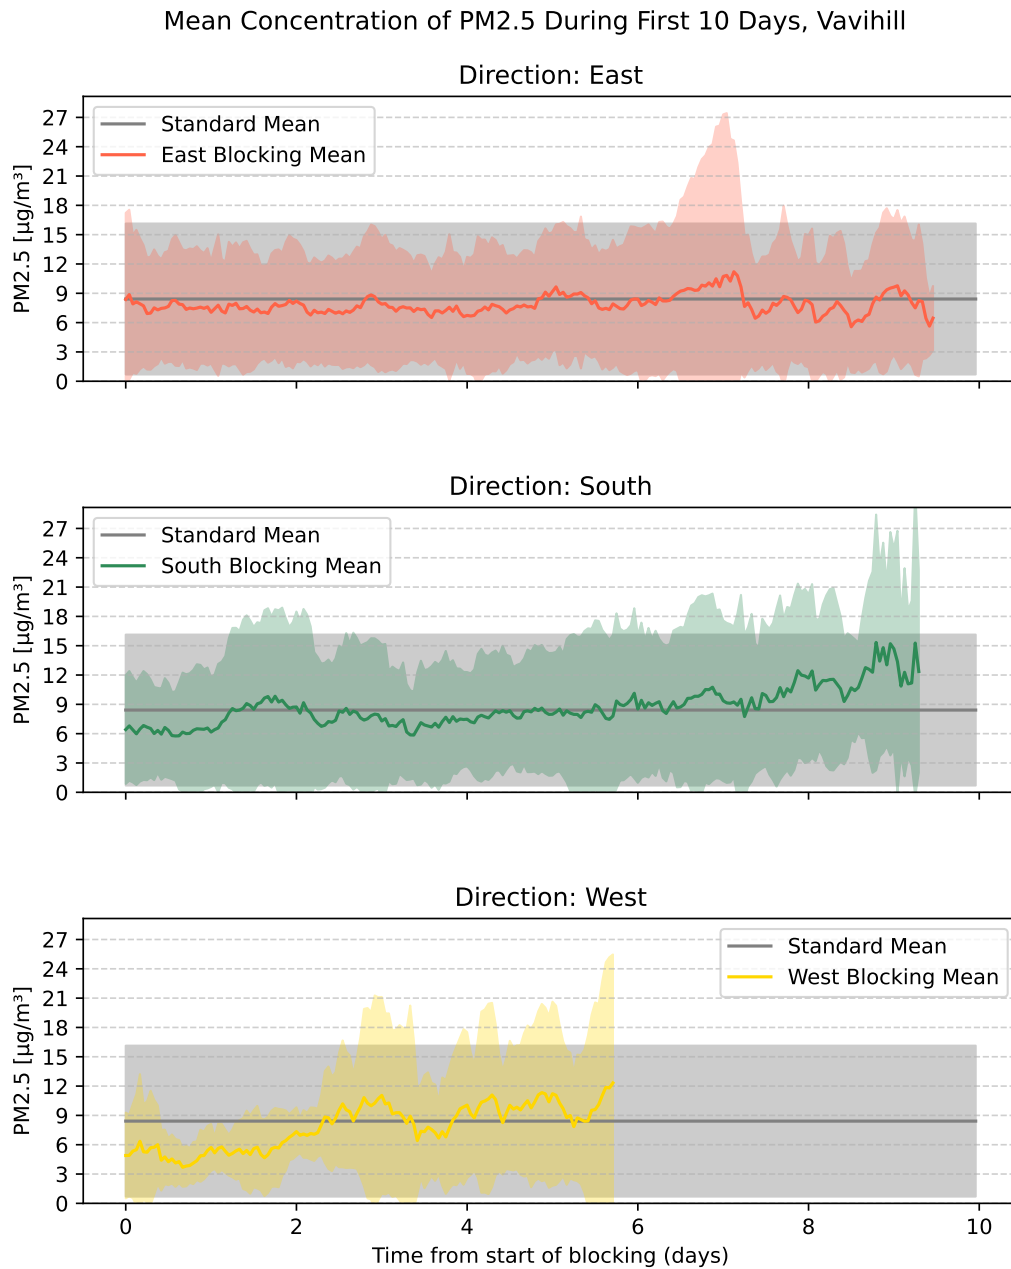 Mean Concentration of PM2.5 During First 10 Days, Vavihill
Direction: East
Standard Mean
East Blocking Mean
PM2.5 [µg/m³]
27
24
21
18
15
12
9
6
3
0
Direction: South
Standard Mean
South Blocking Mean
PM2.5 [µg/m³]
27
24
21
18
15
12
9
6
3
0
Direction: West
Standard Mean
West Blocking Mean
PM2.5 [µg/m³]
27
24
21
18
15
12
9
6
3
0
0 2 4 6 8 10
Time from start of blocking (days)